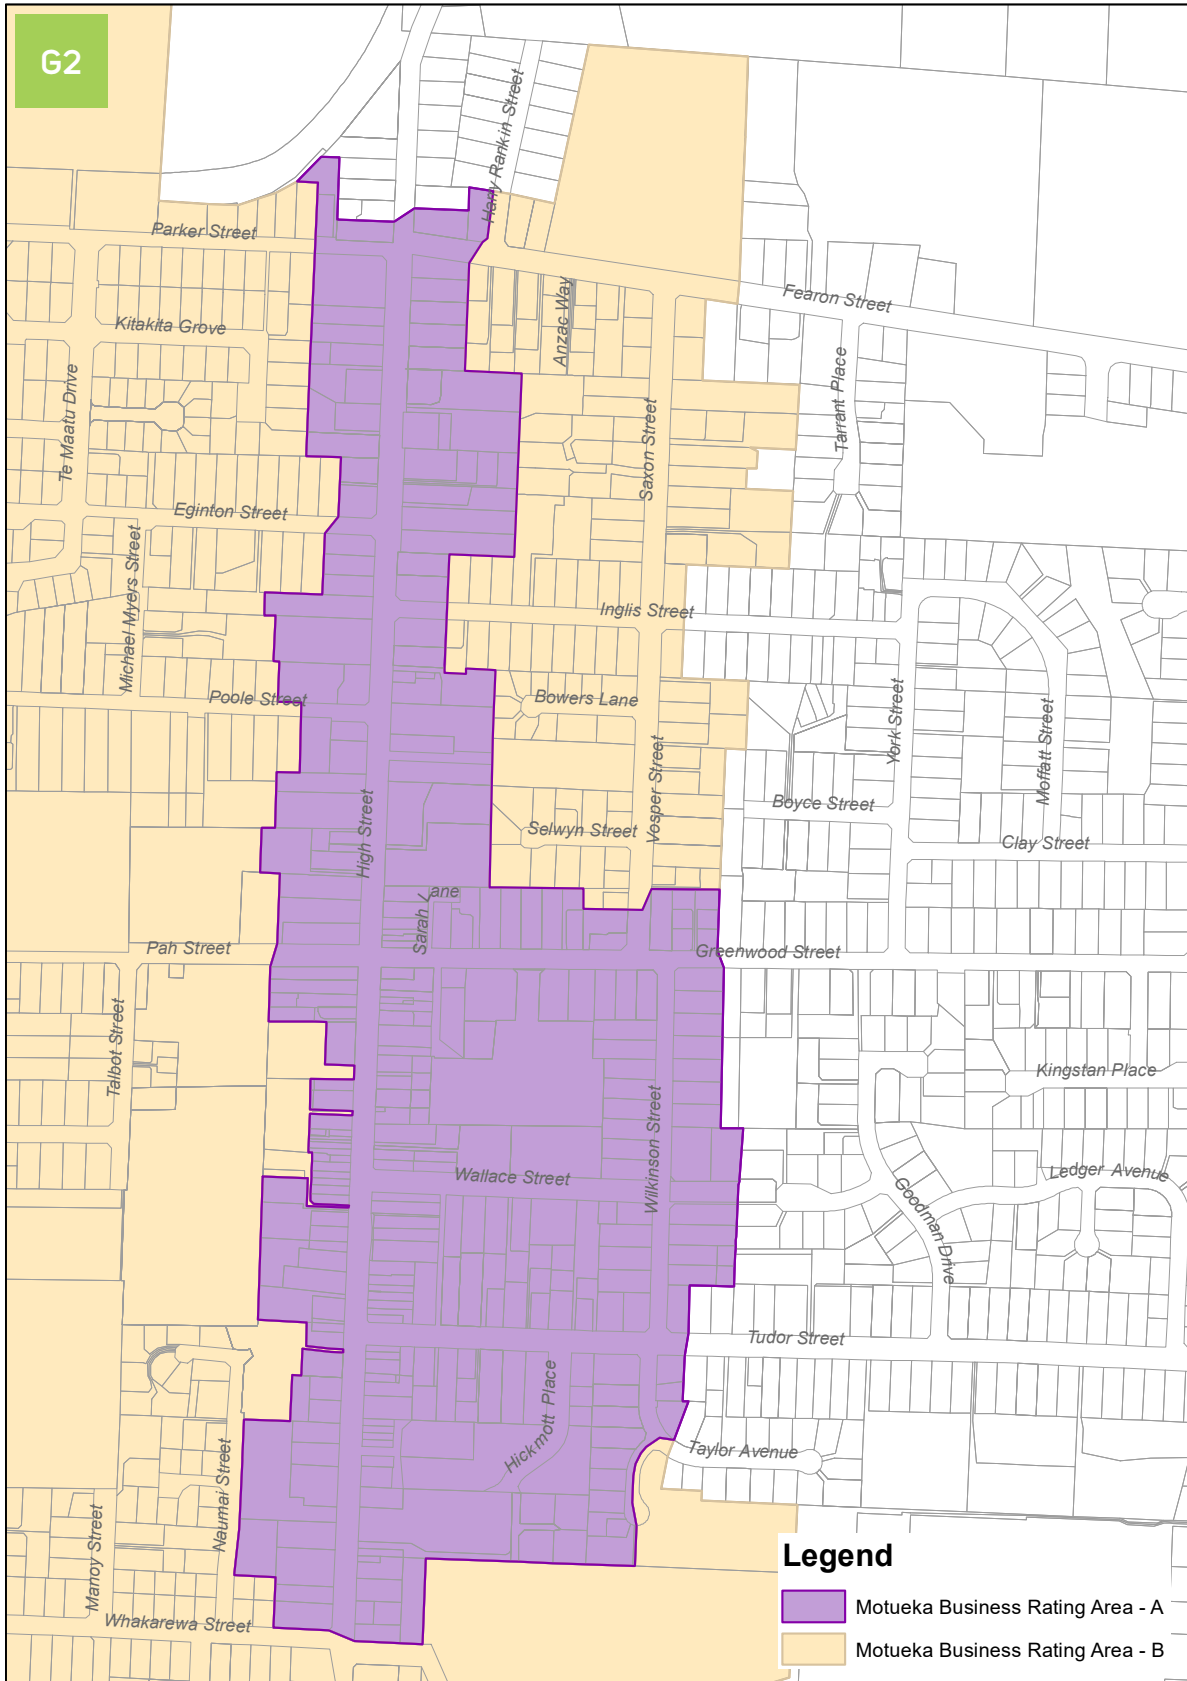 G2
Harry Rankin Street
Parker Street
Fearon Street
Anzac Way
Kitakita Grove
Tarrant Place
Te Maatu Drive
Saxon Street
Eginton Street
Michael Myers Street
Inglis Street
Poole Street
Bowers Lane
York Street
Moffatt Street
Vosper Street
High Street
Boyce Street
Selwyn Street
Clay Street
Sarah Lane
Pah Street
Greenwood Street
Talbot Street
Kingstan Place
Wilkinson Street
Wallace Street
Ledger Avenue
Goodman Drive
Tudor Street
Hickmott Place
Taylor Avenue
Naumai Street
Manoy Street
Whakarewa Street
Legend
Motueka Business Rating Area - A
Motueka Business Rating Area - B